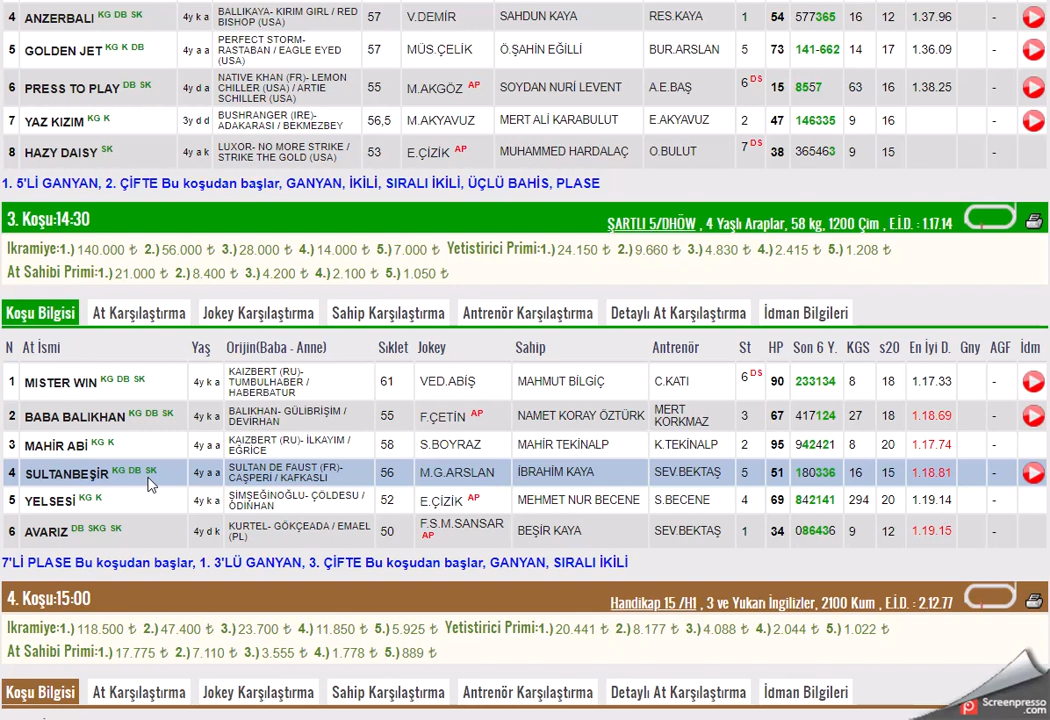 4 ANZERBALI KG DB SK 4y k a BALLIKAYA- KIRIM GIRL / RED BISHOP (USA) 57 V.DEMİR SAHDUN KAYA RES.KAYA 1 54 577365 16 12 1.37.96 -
5 GOLDEN JET KG K DB 4y a a PERFECT STORM- RASTABAN / EAGLE EYED (USA) 57 MÜS.ÇELİK Ö.ŞAHİN EĞİLLİ BUR.ARSLAN 5 73 141-662 14 17 1.36.09 -
6 PRESS TO PLAY DB SK 4y d a NATIVE KHAN (FR)- LEMON CHILLER (USA) / ARTIE SCHILLER (USA) 55 M.AKGÖZ AP SOYDAN NURİ LEVENT A.E.BAŞ 6 DS 15 8557 63 16 1.38.25 -
7 YAZ KIZIM KG K 3y d d BUSHRANGER (IRE)- ADAKARASI / BEKMEZBEY 56,5 M.AKYAVUZ MERT ALİ KARABULUT E.AKYAVUZ 2 47 146335 9 16 -
8 HAZY DAISY SK 4y a k LUXOR- NO MORE STRIKE / STRIKE THE GOLD (USA) 53 E.ÇİZİK AP MUHAMMED HARDALAÇ O.BULUT 7 DS 38 365463 9 15 -
1. 5'Lİ GANYAN, 2. ÇİFTE Bu koşudan başlar, GANYAN, İKİLİ, SIRALI İKİLİ, ÜÇLÜ BAHİS, PLASE
3. Koşu:14:30 ŞARTLI 5/DHÖW , 4 Yaşlı Araplar, 58 kg, 1200 Çim , E.İ.D. : 1.17.14
İkramiye:1.) 140.000 ₺ 2.) 56.000 ₺ 3.) 28.000 ₺ 4.) 14.000 ₺ 5.) 7.000 ₺ Yetistirici Primi:1.) 24.150 ₺ 2.) 9.660 ₺ 3.) 4.830 ₺ 4.) 2.415 ₺ 5.) 1.208 ₺
At Sahibi Primi:1.) 21.000 ₺ 2.) 8.400 ₺ 3.) 4.200 ₺ 4.) 2.100 ₺ 5.) 1.050 ₺
Koşu Bilgisi At Karşılaştırma Jokey Karşılaştırma Sahip Karşılaştırma Antrenör Karşılaştırma Detaylı At Karşılaştırma İdman Bilgileri
N At İsmi Yaş Orijin(Baba - Anne) Sıklet Jokey Sahip Antrenör St HP Son 6 Y. KGS s20 En İyi D. Gny AGF İdm
1 MISTER WIN KG DB SK 4y k a KAIZBERT (RU)- TUMBULHABER / HABERBATUR 61 VED.ABİŞ MAHMUT BİLGİÇ C.KATI 6 DS 90 233134 8 18 1.17.33 -
2 BABA BALIKHAN KG DB SK 4y k a BALIKHAN- GÜLİBRİŞİM / DEVİRHAN 55 F.ÇETİN AP NAMET KORAY ÖZTÜRK MERT KORKMAZ 3 67 417124 27 18 1.18.69 -
3 MAHİR ABİ KG K 4y a a KAIZBERT (RU)- İLKAYIM / EĞRİCE 58 S.BOYRAZ MAHİR TEKİNALP K.TEKİNALP 2 95 942421 8 20 1.17.74 -
4 SULTANBEŞİR KG DB SK 4y a a SULTAN DE FAUST (FR)- CAŞPERİ / KAFKASLI 56 M.G.ARSLAN İBRAHİM KAYA SEV.BEKTAŞ 5 51 180336 16 15 1.18.81 -
5 YELSESİ KG K 4y k a ŞİMŞEĞİNOĞLU- ÇÖLDESU / ODİNHAN 52 E.ÇİZİK AP MEHMET NUR BECENE S.BECENE 4 69 842141 294 20 1.19.14 -
6 AVARIZ DB SKG SK 4y d k KURTEL- GÖKÇEADA / EMAEL (PL) 50 F.S.M.SANSAR AP BEŞİR KAYA SEV.BEKTAŞ 1 34 086436 9 12 1.19.15 -
7'Lİ PLASE Bu koşudan başlar, 1. 3'LÜ GANYAN, 3. ÇİFTE Bu koşudan başlar, GANYAN, SIRALI İKİLİ
4. Koşu:15:00 Handikap 15 /H1 , 3 ve Yukarı İngilizler, 2100 Kum , E.İ.D. : 2.12.77
İkramiye:1.) 118.500 ₺ 2.) 47.400 ₺ 3.) 23.700 ₺ 4.) 11.850 ₺ 5.) 5.925 ₺ Yetistirici Primi:1.) 20.441 ₺ 2.) 8.177 ₺ 3.) 4.088 ₺ 4.) 2.044 ₺ 5.) 1.022 ₺
At Sahibi Primi:1.) 17.775 ₺ 2.) 7.110 ₺ 3.) 3.555 ₺ 4.) 1.778 ₺ 5.) 889 ₺
Koşu Bilgisi At Karşılaştırma Jokey Karşılaştırma Sahip Karşılaştırma Antrenör Karşılaştırma Detaylı At Karşılaştırma İdman Bilgileri
Screenpresso.com